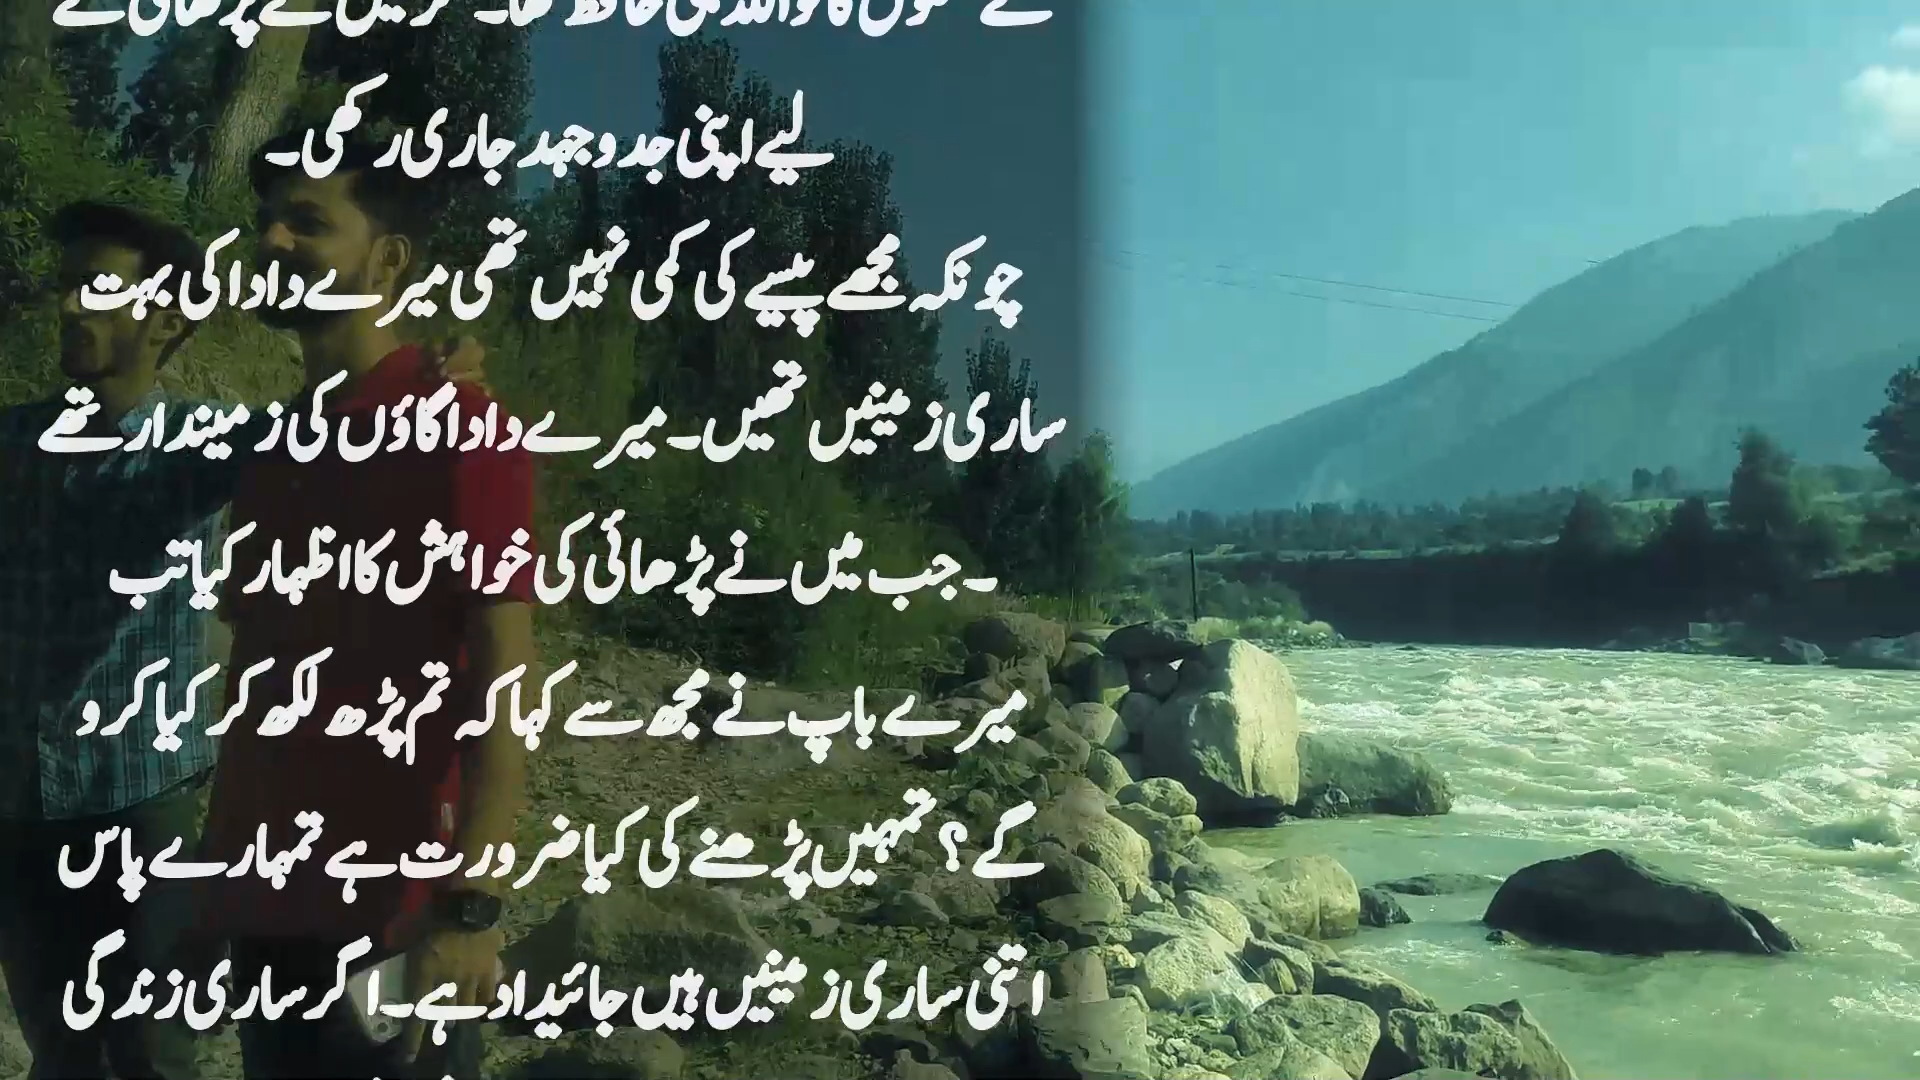 لیے اپنی جدوجہد جاری رکھی۔
چونکہ مجھے پیسے کی کمی نہیں تھی میرے دادا کی بہت
ساری زمینیں تھیں۔ میرے دادا گاؤں کی زمیندار تھے
۔ جب میں نے پڑھائی کی خواہش کا اظہار کیا تب
میرے باپ نے مجھ سے کہا کہ تم پڑھ لکھ کر کیا کرو
گے؟ تمہیں پڑھنے کی کیا ضرورت ہے تمہارے پاس
اتنی ساری زمینیں ہیں جائیداد ہے۔ اگر ساری زندگی